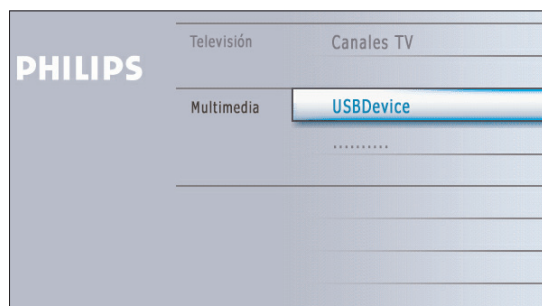 Televisión Canales TV
PHILIPS
Multimedia USBDevice
..........